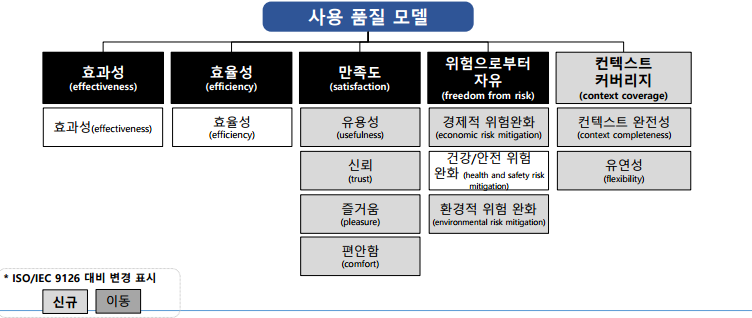 사용 품질 모델
효과성
(effectiveness)
효율성
(efficiency)
만족도
(satisfaction)
위험으로부터
자유
(freedom from risk)
컨텍스트
커버리지
(context coverage)
효과성(effectiveness)
효율성
(efficiency)
유용성
(usefulness)
신뢰
(trust)
즐거움
(pleasure)
편안함
(comfort)
경제적 위험완화
(economic risk mitigation)
건강/안전 위험
완화 (health and safety risk
mitigation)
환경적 위험 완화
(environmental risk mitigation)
컨텍스트 완전성
(context completeness)
유연성
(flexibility)
* ISO/IEC 9126 대비 변경 표시
신규
이동